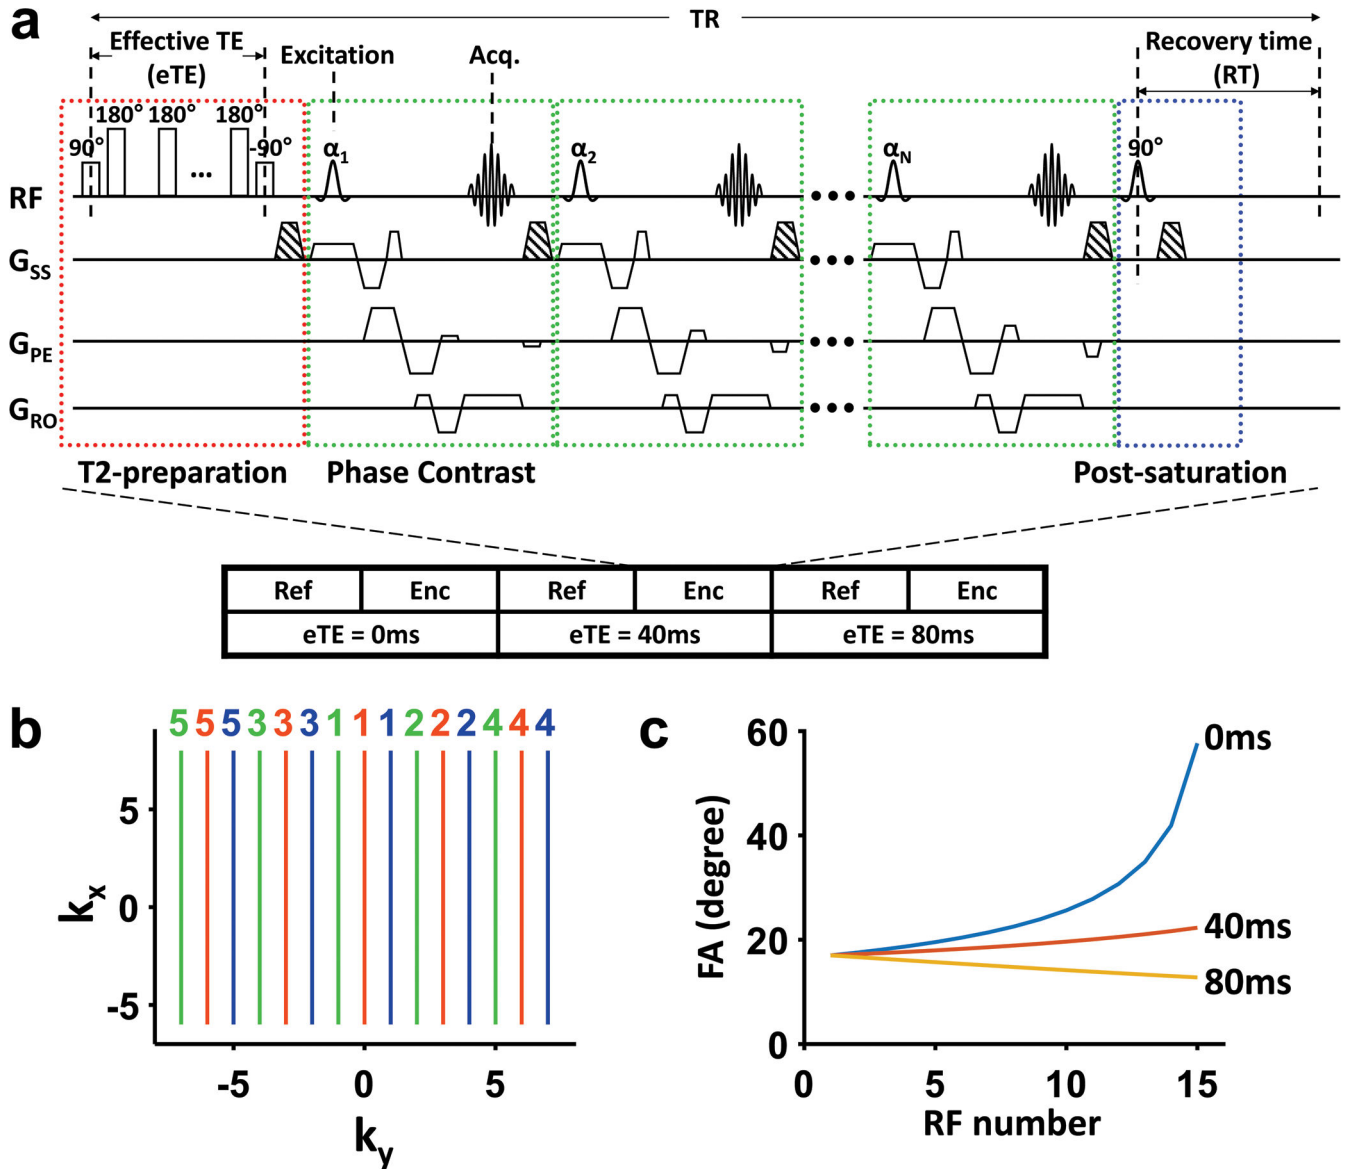 a
TR
Effective TE
(eTE)
Excitation
Acq.
Recovery time
(RT)
90°
180°
180°
...
180°
-90°
α1
α2
αN
90°
RF
GSS
GPE
GRO
T2-preparation
Phase Contrast
Post-saturation
Ref Enc Ref Enc Ref Enc
eTE = 0ms eTE = 40ms eTE = 80ms
b
5 5 5 3 3 3 1 1 1 2 2 2 4 4 4
5
0
-5
kx
-5 0 5
ky
c
60
40
20
0
FA (degree)
0ms
40ms
80ms
0 5 10 15
RF number